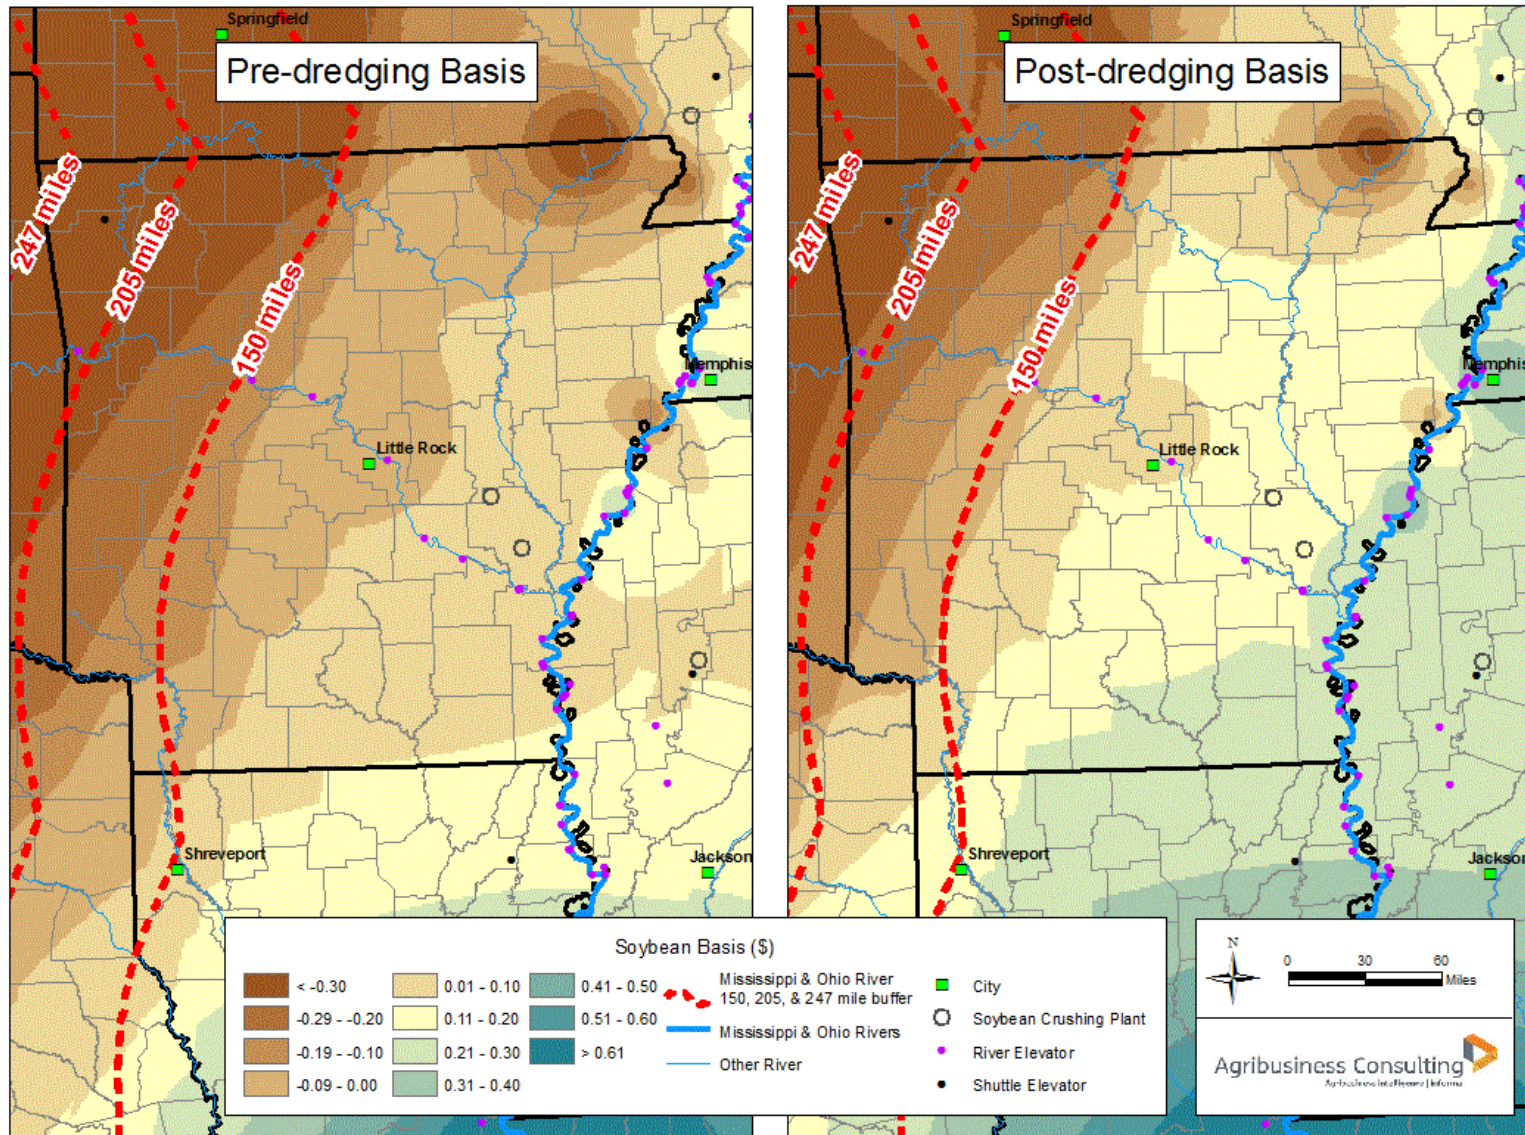 Springfield
Pre-dredging Basis
247 miles
205 miles
150 miles
Memphis
Little Rock
Shreveport
Jackson
Springfield
Post-dredging Basis
247 miles
205 miles
150 miles
Memphis
Little Rock
Shreveport
Jackson
Soybean Basis ($)
< -0.30
-0.29 - -0.20
-0.19 - -0.10
-0.09 - 0.00
0.01 - 0.10
0.11 - 0.20
0.21 - 0.30
0.31 - 0.40
0.41 - 0.50
0.51 - 0.60
> 0.61
Mississippi & Ohio River
150, 205, & 247 mile buffer
Mississippi & Ohio Rivers
Other River
City
Soybean Crushing Plant
River Elevator
Shuttle Elevator
N
0 30 60
Miles
Agribusiness Consulting
Agribusiness Intelligence | Informa